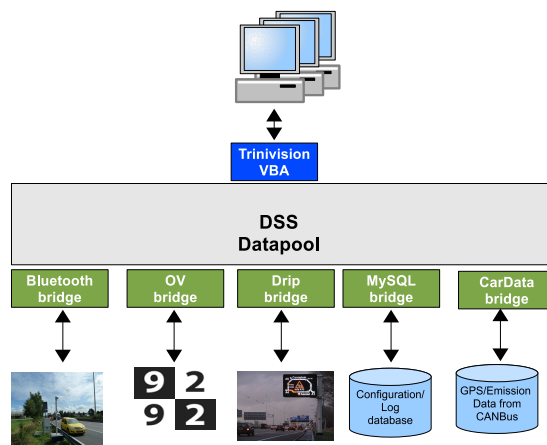 Trinivision
VBA
DSS
Datapool
Bluetooth
bridge
OV
bridge
Drip
bridge
MySQL
bridge
CarData
bridge
9 2
9 2
Configuration/
Log
database
GPS/Emission
Data from
CANBus